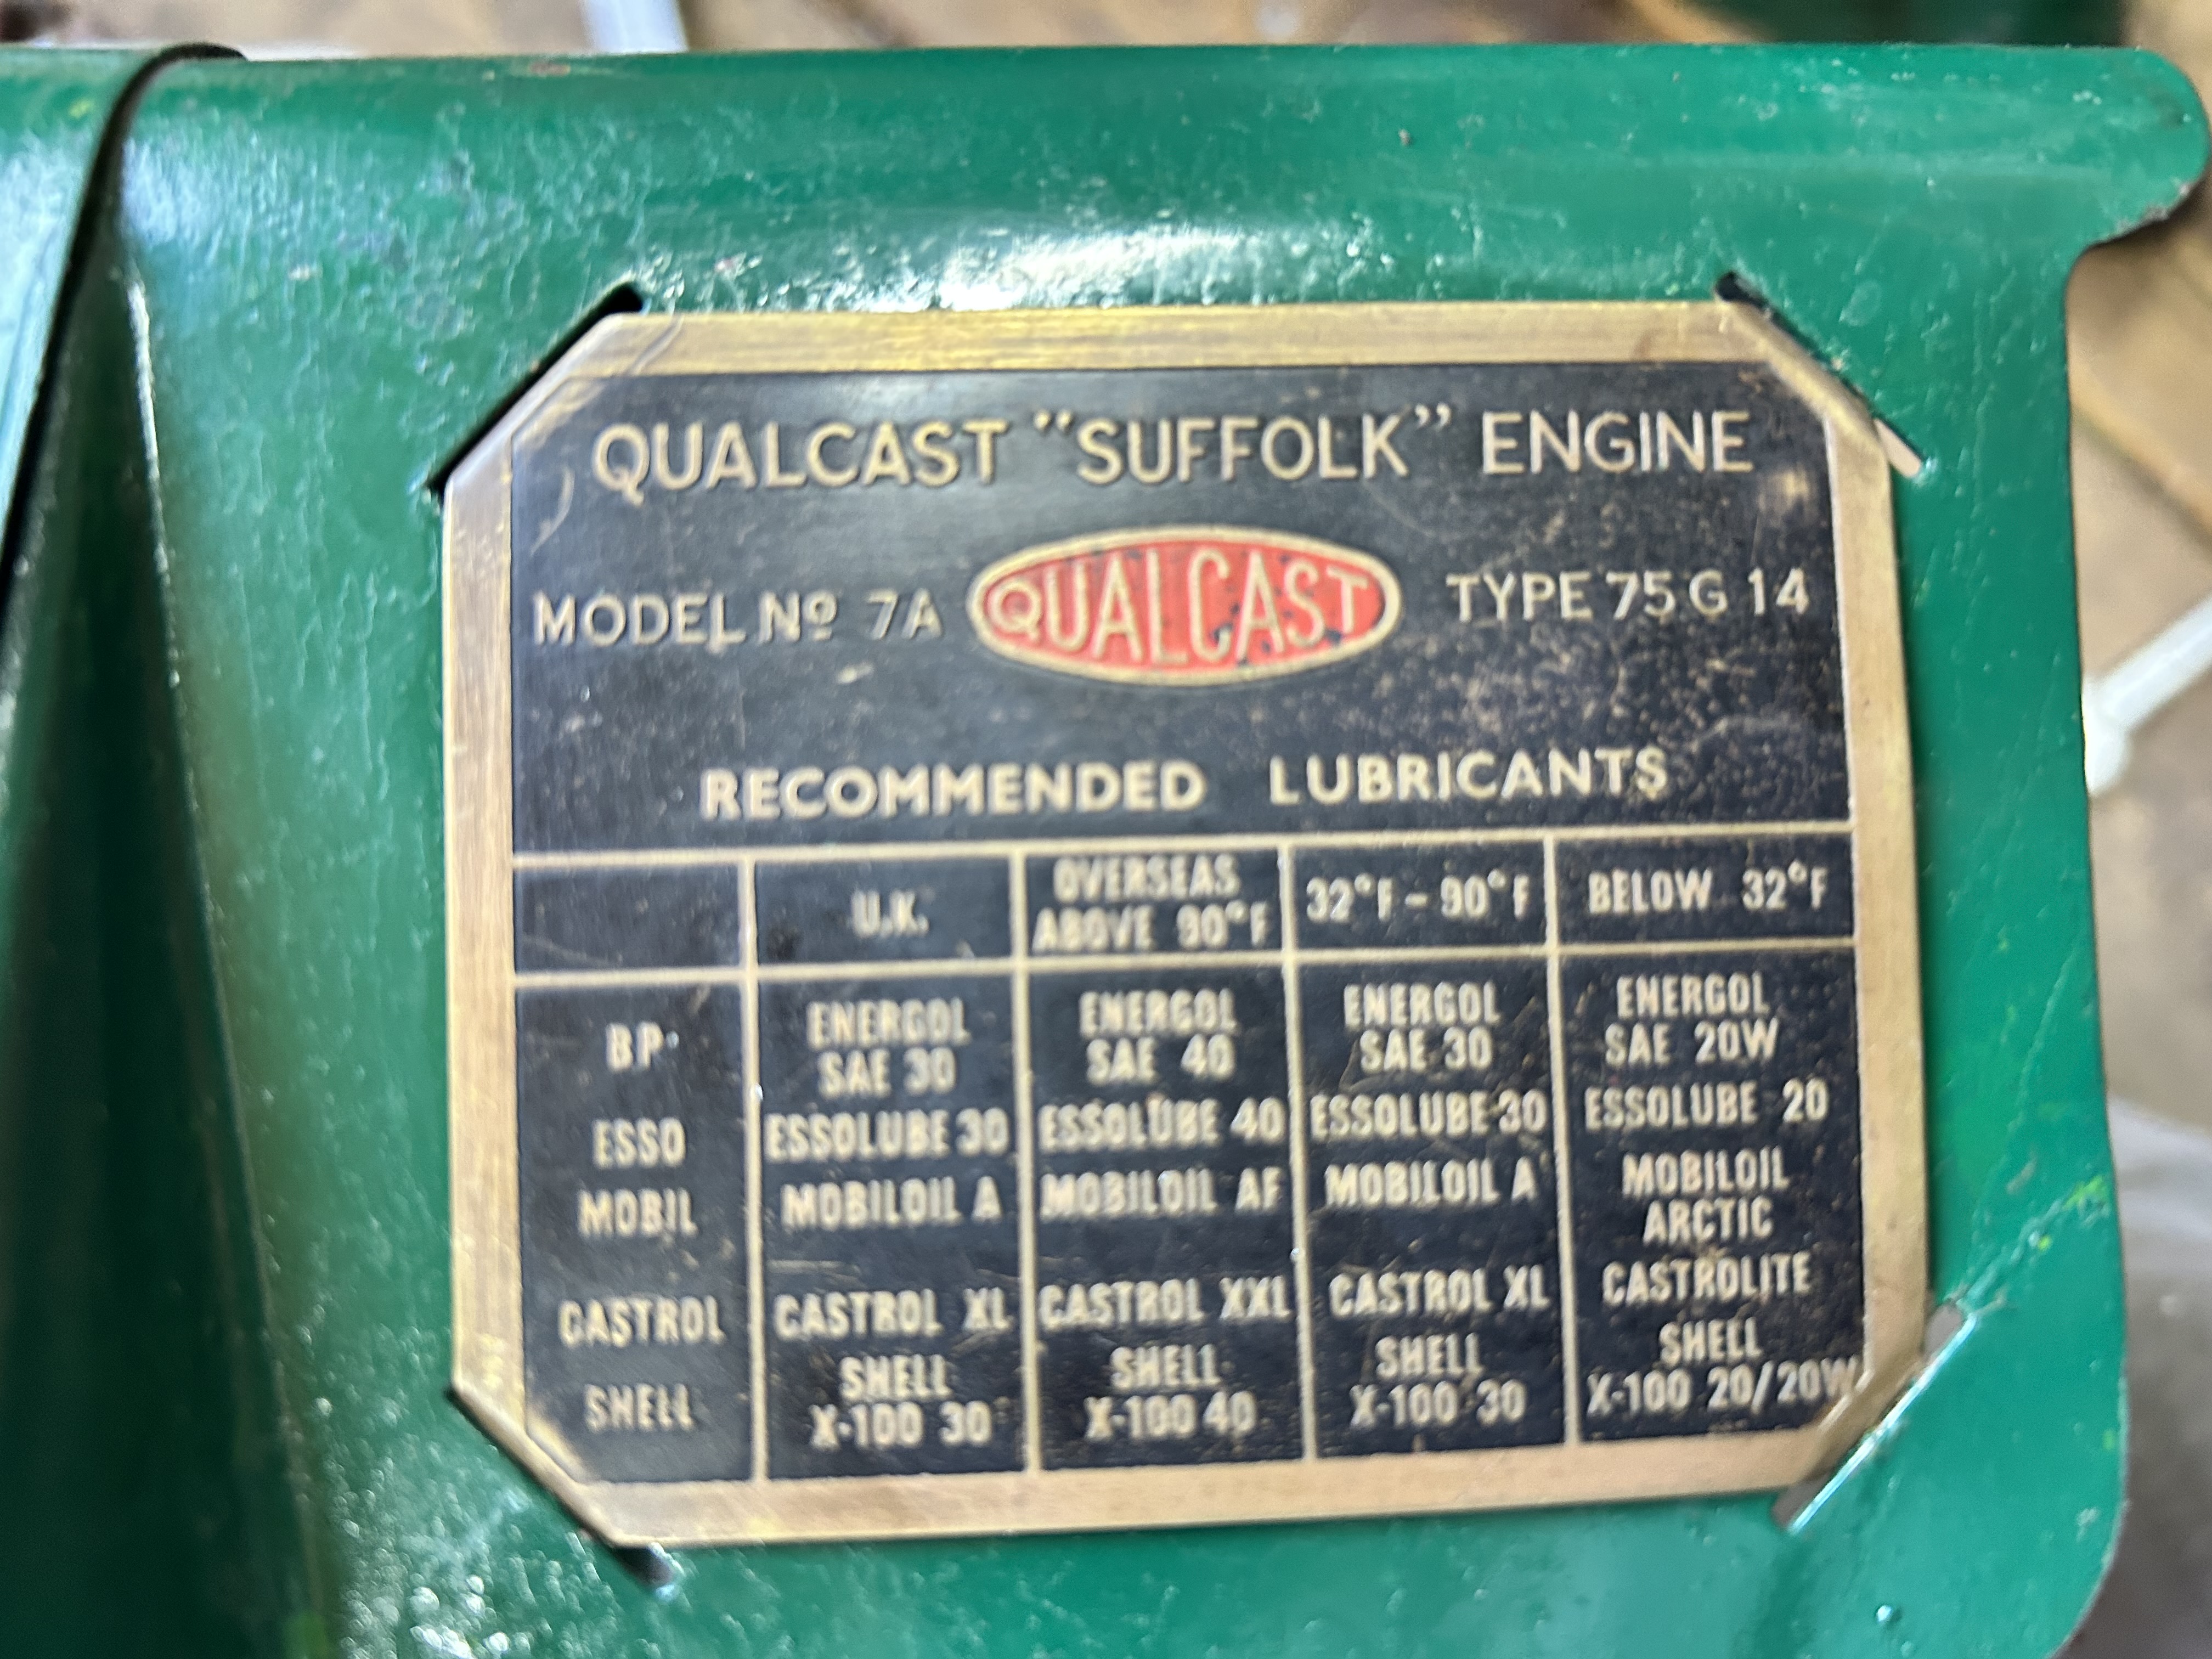 QUALCAST "SUFFOLK" ENGINE
MODEL Nº 7A QUALCAST TYPE 75 G 14
RECOMMENDED LUBRICANTS
U.K. OVERSEAS ABOVE 90°F 32°F - 90°F BELOW 32°F
BP ENERGOL SAE 30 ENERGOL SAE 40 ENERGOL SAE 30 ENERGOL SAE 20W
ESSO ESSOLUBE 30 ESSOLUBE 40 ESSOLUBE 30 ESSOLUBE 20
MOBIL MOBILOIL A MOBILOIL AF MOBILOIL A MOBILOIL ARCTIC
CASTROL CASTROL XL CASTROL XXL CASTROL XL CASTROLITE
SHELL SHELL X-100 30 SHELL X-100 40 SHELL X-100 30 SHELL X-100 20/20W